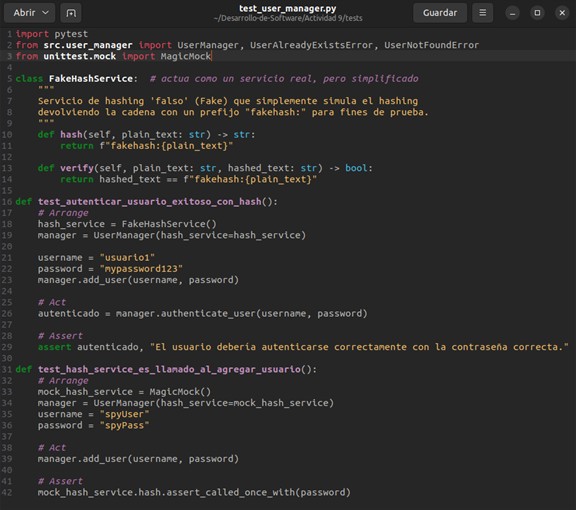 Abrir
test_user_manager.py
~/Desarrollo-de-Software/Actividad 9/tests
Guardar
1 import pytest
2 from src.user_manager import UserManager, UserAlreadyExistsError, UserNotFoundError
3 from unittest.mock import MagicMock
4
5 class FakeHashService:  # actua como un servicio real, pero simplificado
6     """
7     Servicio de hashing 'falso' (Fake) que simplemente simula el hashing
8     devolviendo la cadena con un prefijo "fakehash:" para fines de prueba.
9     """
10     def hash(self, plain_text: str) -> str:
11         return f"fakehash:{plain_text}"
12
13     def verify(self, plain_text: str, hashed_text: str) -> bool:
14         return hashed_text == f"fakehash:{plain_text}"
15
16 def test_autenticar_usuario_exitoso_con_hash():
17     # Arrange
18     hash_service = FakeHashService()
19     manager = UserManager(hash_service=hash_service)
20
21     username = "usuario1"
22     password = "mypassword123"
23     manager.add_user(username, password)
24
25     # Act
26     autenticado = manager.authenticate_user(username, password)
27
28     # Assert
29     assert autenticado, "El usuario debería autenticarse correctamente con la contraseña correcta."
30
31 def test_hash_service_es_llamado_al_agregar_usuario():
32     # Arrange
33     mock_hash_service = MagicMock()
34     manager = UserManager(hash_service=mock_hash_service)
35     username = "spyUser"
36     password = "spyPass"
37
38     # Act
39     manager.add_user(username, password)
40
41     # Assert
42     mock_hash_service.hash.assert_called_once_with(password)